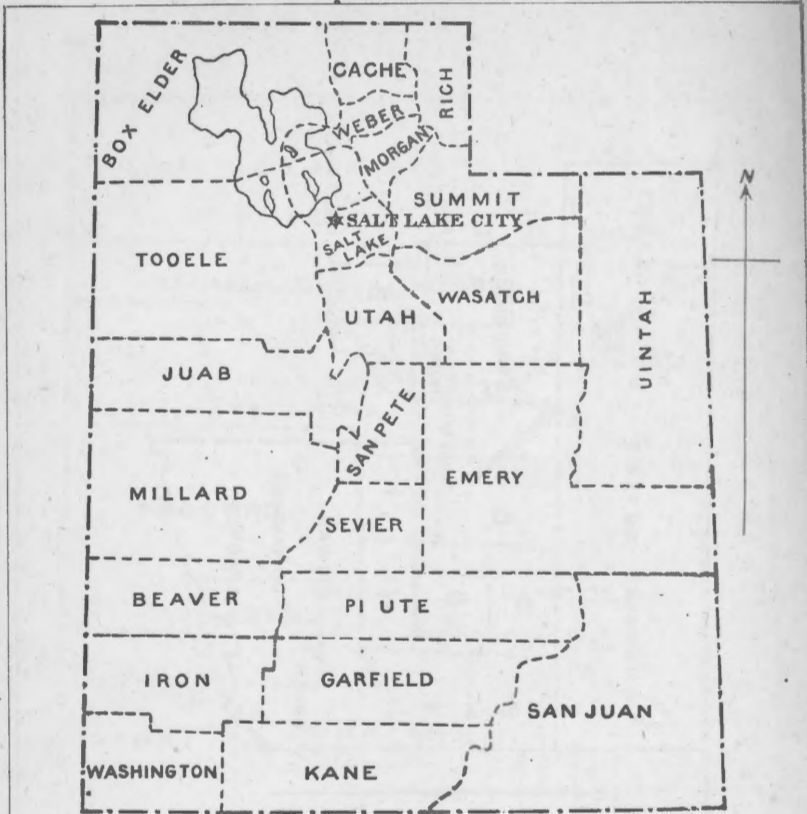 CACHE
RICH
BOX ELDER
WEBER
MORGAN
SUMMIT
N
SALT LAKE CITY
SALT
LAKE
TOOELE
WASATCH
UTAH
UINTAH
JUAB
SAN PETE
EMERY
MILLARD
SEVIER
BEAVER
PI UTE
IRON
GARFIELD
SAN JUAN
WASHINGTON
KANE